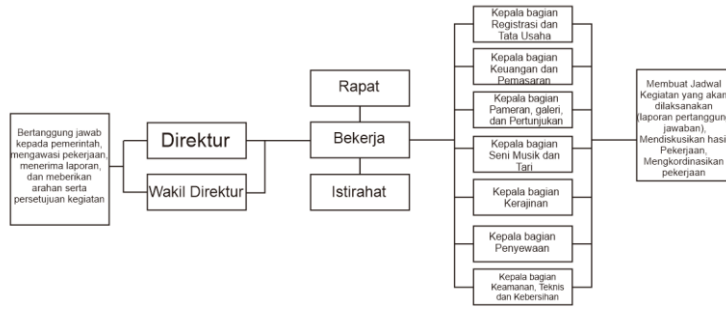 Bertanggung jawab
kepada pemerintah,
mengawasi pekerjaan,
menerima laporan,
dan meberikan
arahan serta
persetujuan kegiatan
Direktur
Wakil Direktur
Rapat
Bekerja
Istirahat
Kepala bagian
Registrasi dan
Tata Usaha
Kepala bagian
Keuangan dan
Pemasaran
Kepala bagian
Pameran, galeri,
dan Pertunjukan
Kepala bagian
Seni Musik dan
Tari
Kepala bagian
Kerajinan
Kepala bagian
Penyewaan
Kepala bagian
Keamanan, Teknis
dan Kebersihan
Membuat Jadwal
Kegiatan yang akan
dilaksanakan
(laporan pertanggung
jawaban),
Mendiskusikan hasil
Pekerjaan,
Mengkordinasikan
pekerjaan